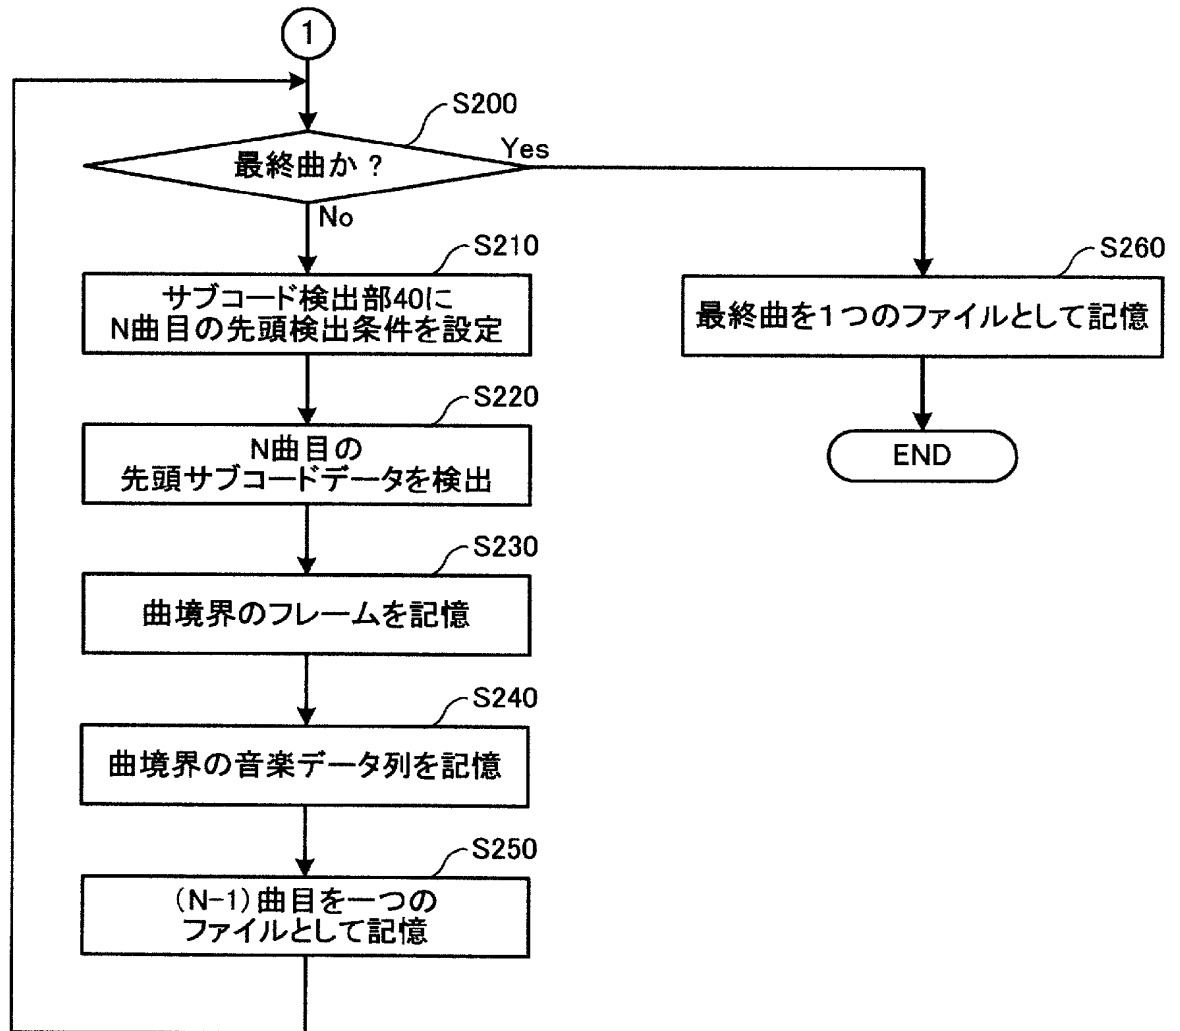 1
S200
最終曲か?
Yes
No
S210
サブコード検出部40に
N曲目の先頭検出条件を設定
S220
N曲目の
先頭サブコードデータを検出
S230
曲境界のフレームを記憶
S240
曲境界の音楽データ列を記憶
S250
(N-1)曲目を一つの
ファイルとして記憶
S260
最終曲を1つのファイルとして記憶
END